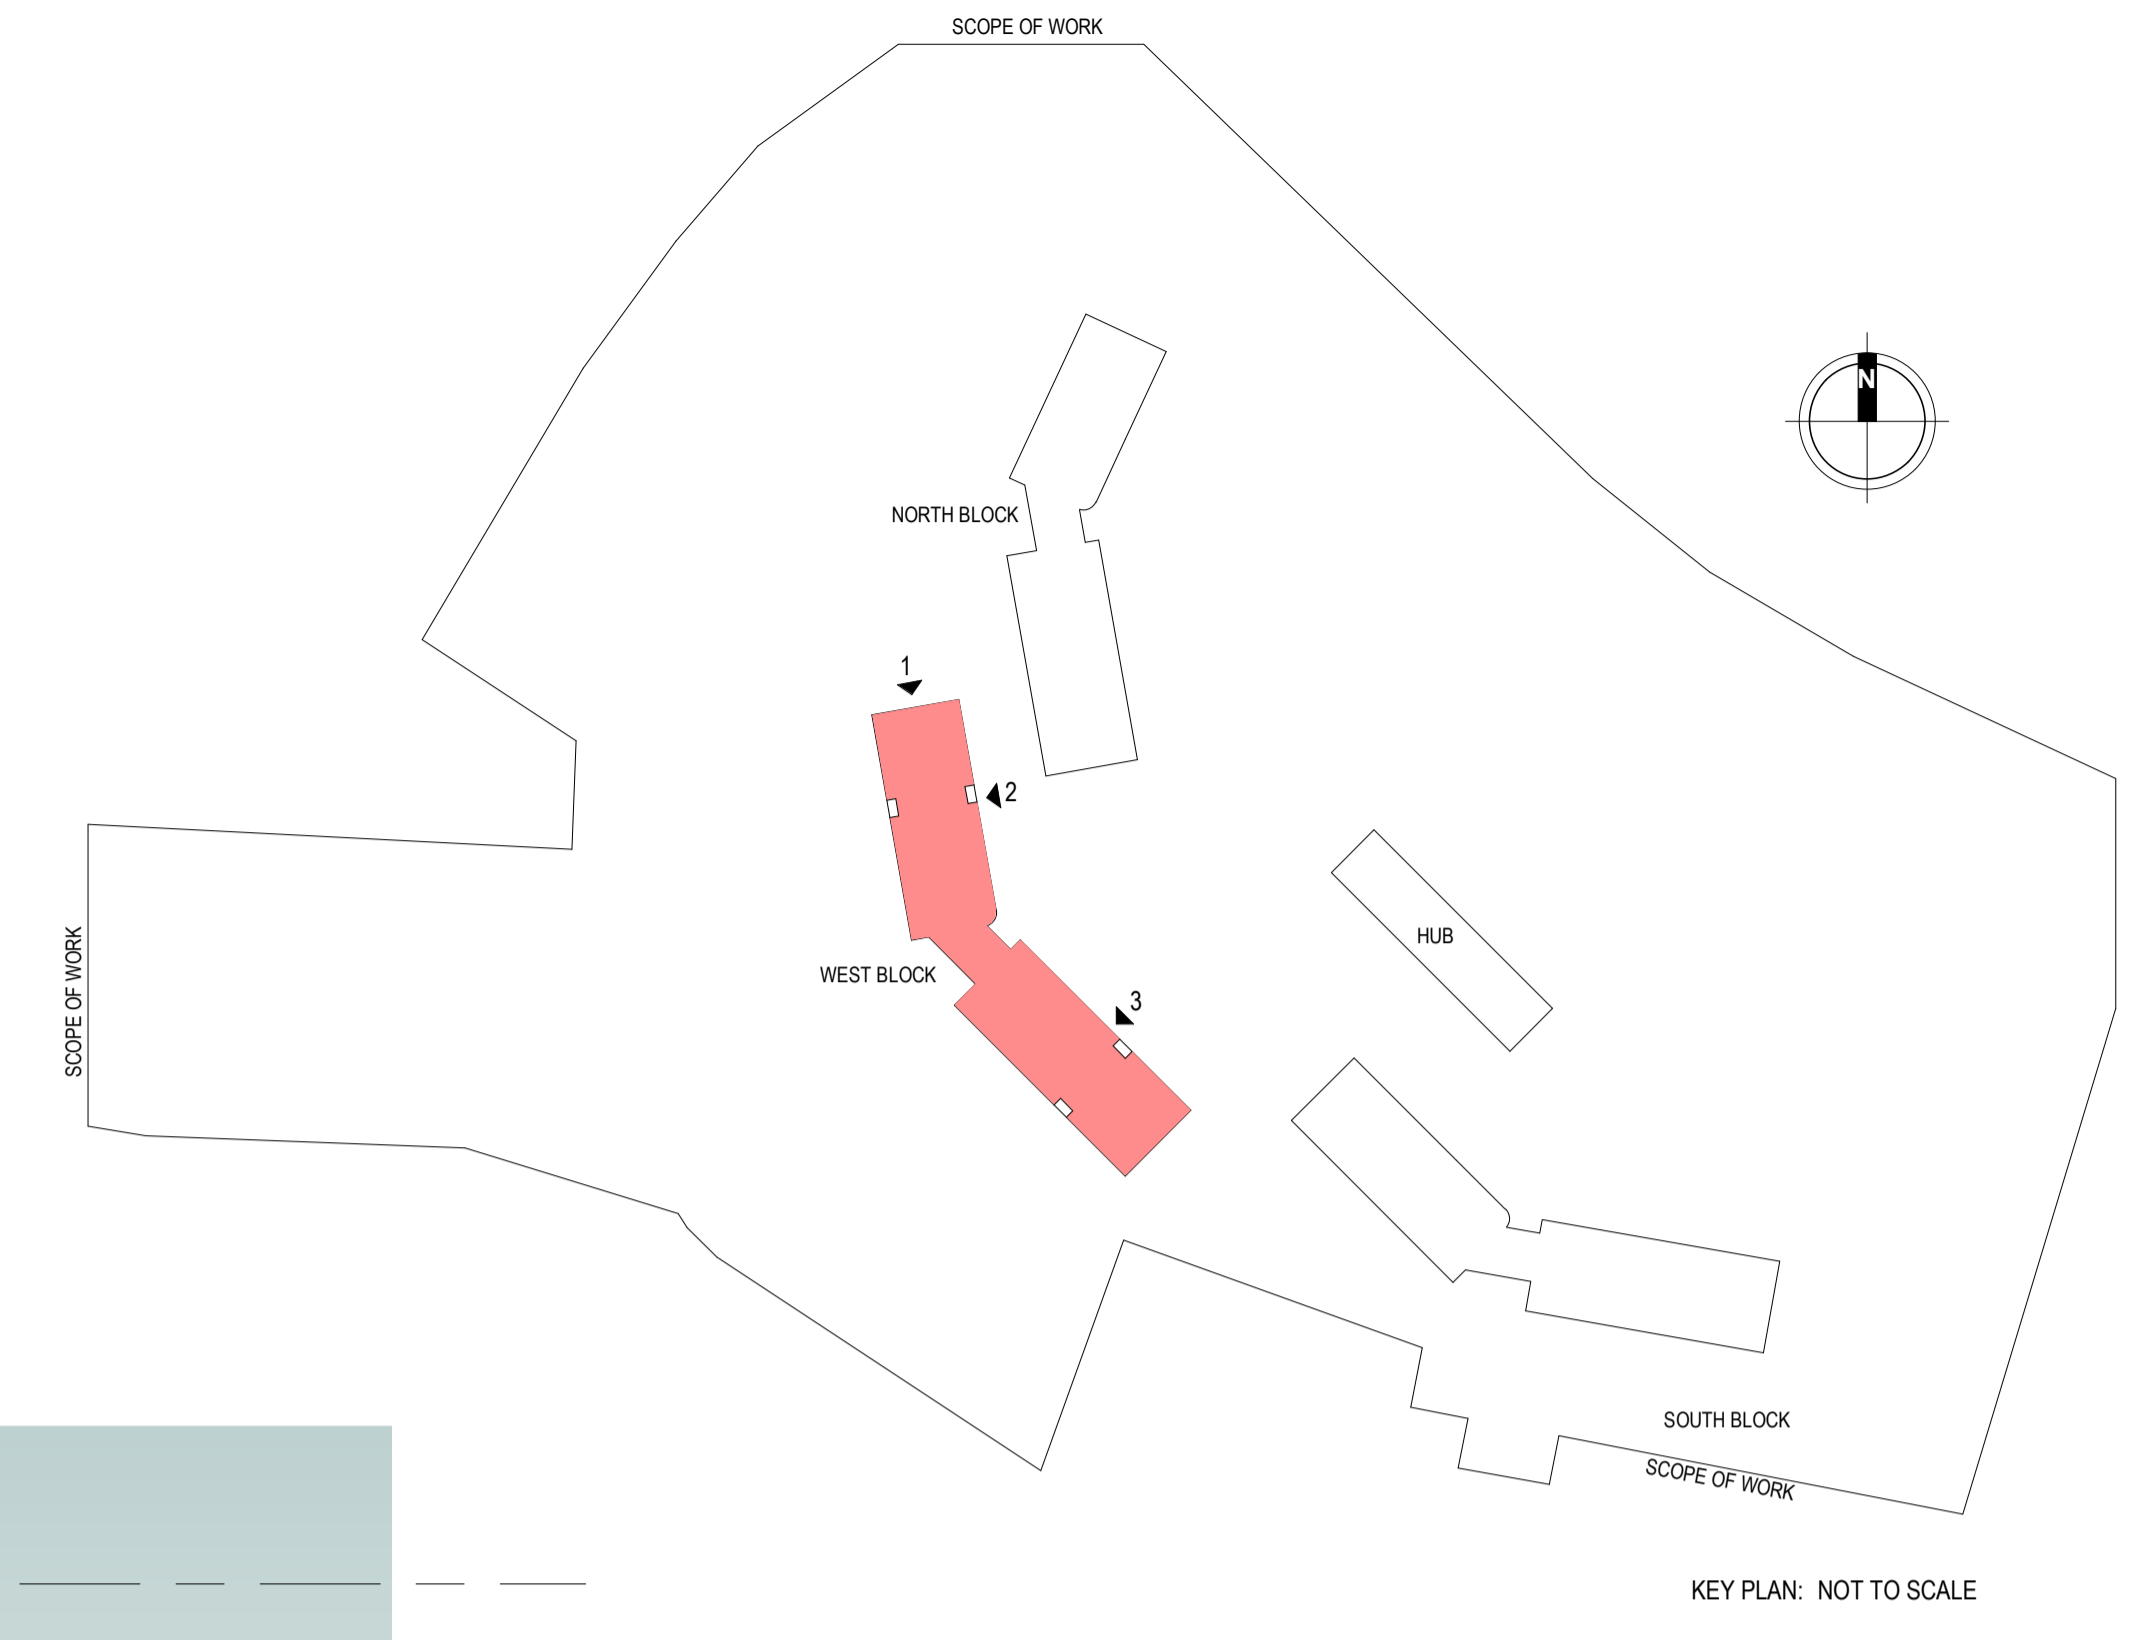 SCOPE OF WORK
N
NORTH BLOCK
1
2
HUB
SCOPE OF WORK
WEST BLOCK
3
SOUTH BLOCK
SCOPE OF WORK
KEY PLAN: NOT TO SCALE